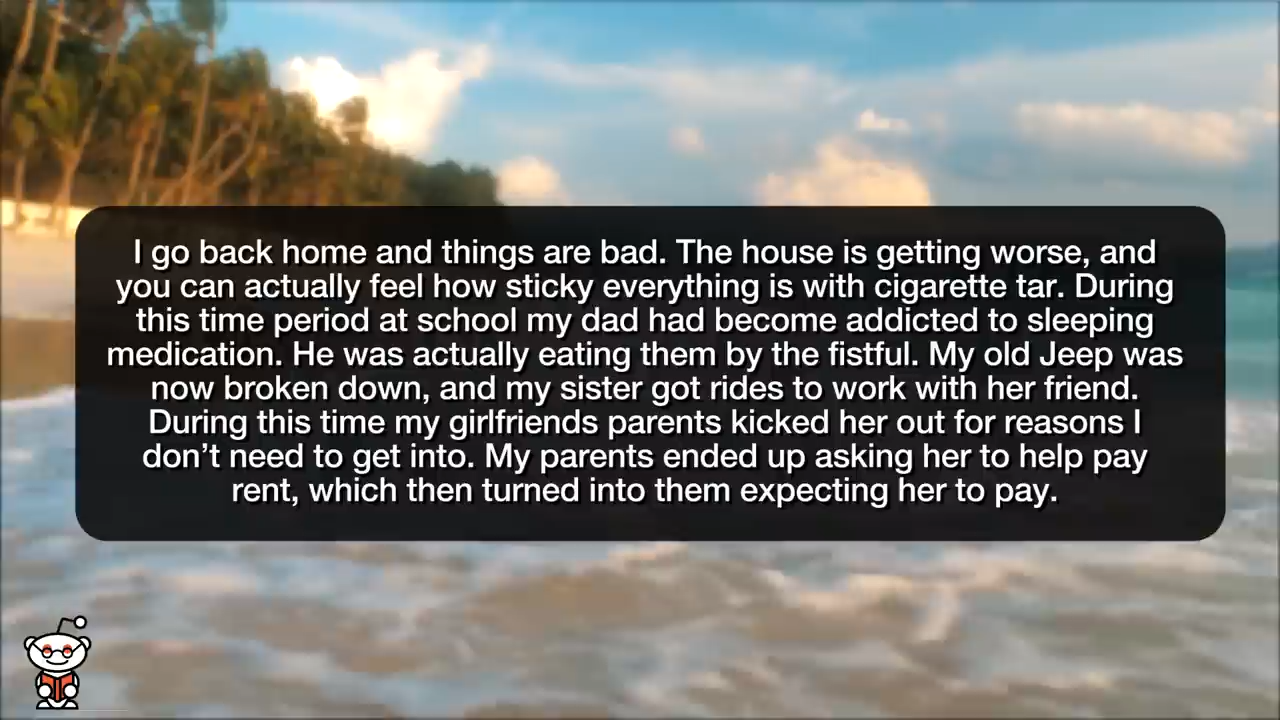 I go back home and things are bad. The house is getting worse, and
you can actually feel how sticky everything is with cigarette tar. During
this time period at school my dad had become addicted to sleeping
medication. He was actually eating them by the fistful. My old Jeep was
now broken down, and my sister got rides to work with her friend.
During this time my girlfriends parents kicked her out for reasons I
don’t need to get into. My parents ended up asking her to help pay
rent, which then turned into them expecting her to pay.